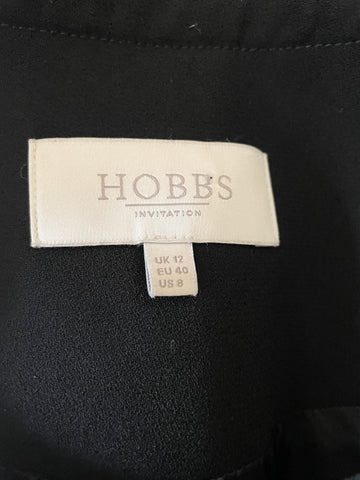 HOBBS
INVITATION
UK 12
EU 40
US 8